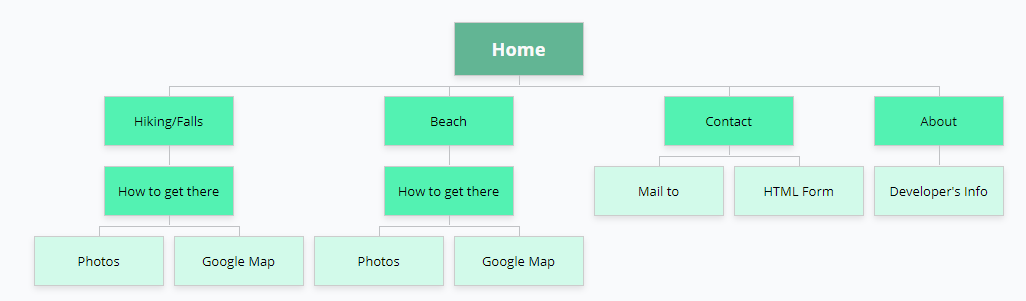 Home
Hiking/Falls
Beach
Contact
About
How to get there
How to get there
Mail to
HTML Form
Developer's Info
Photos
Google Map
Photos
Google Map